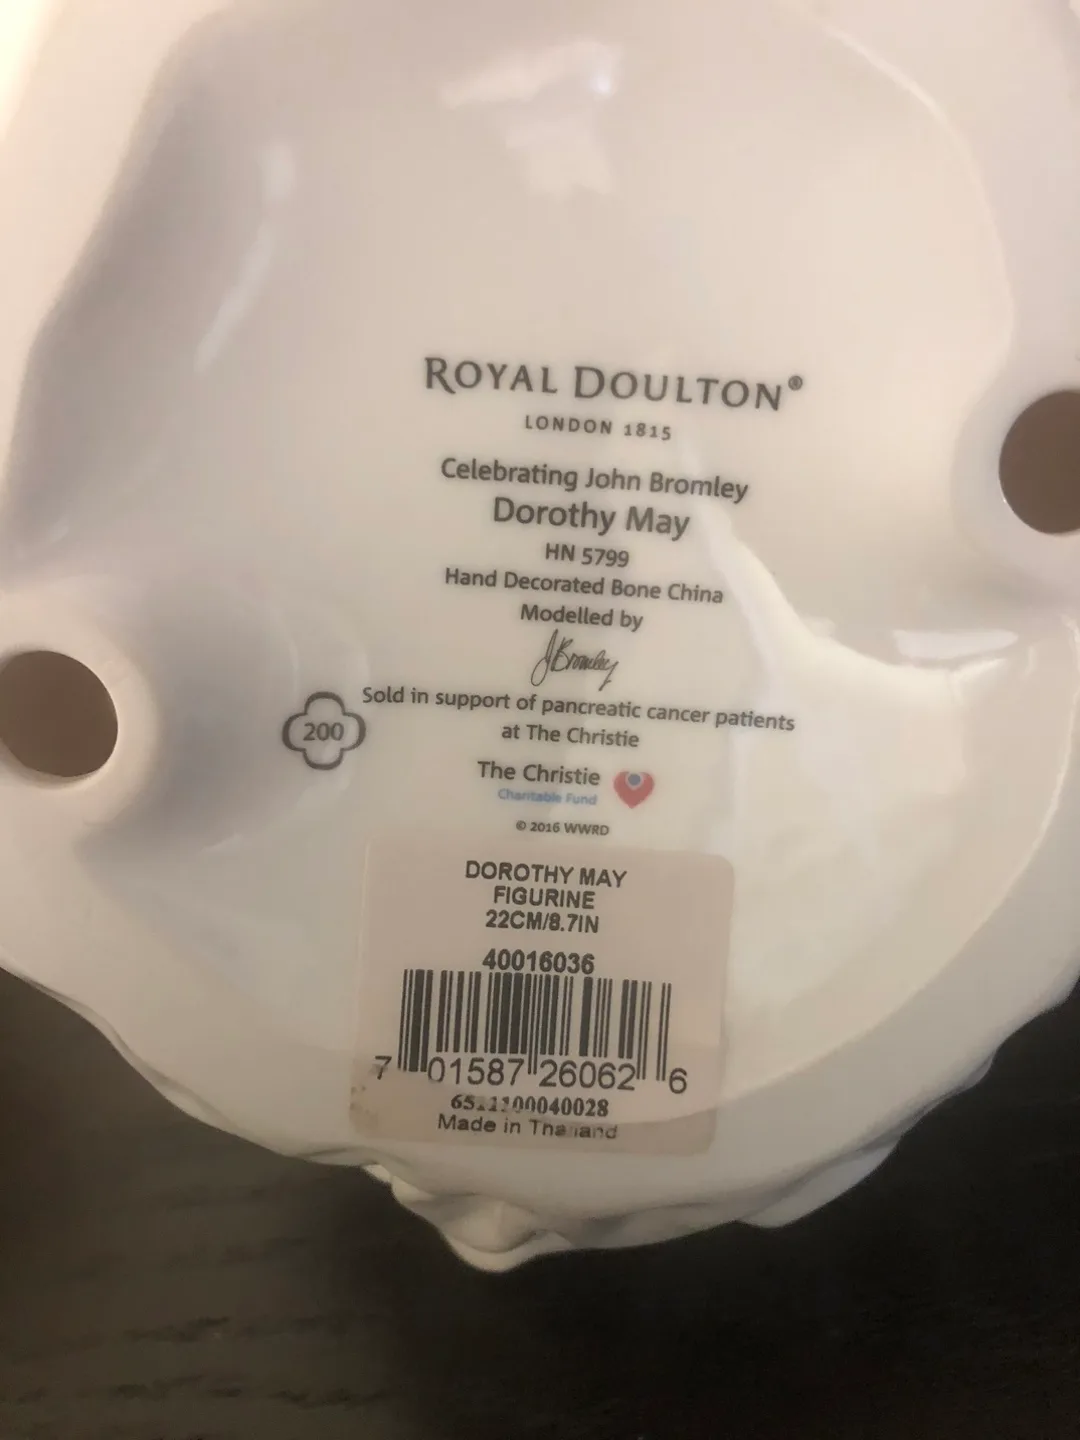 ROYAL DOULTON®
LONDON 1815
Celebrating John Bromley
Dorothy May
HN 5799
Hand Decorated Bone China
Modelled by
JBromley
Sold in support of pancreatic cancer patients
at The Christie
200
The Christie
Charitable Fund
© 2016 WWRD
DOROTHY MAY
FIGURINE
22CM/8.7IN
40016036
7 01587 26062 6
Made in Thailand